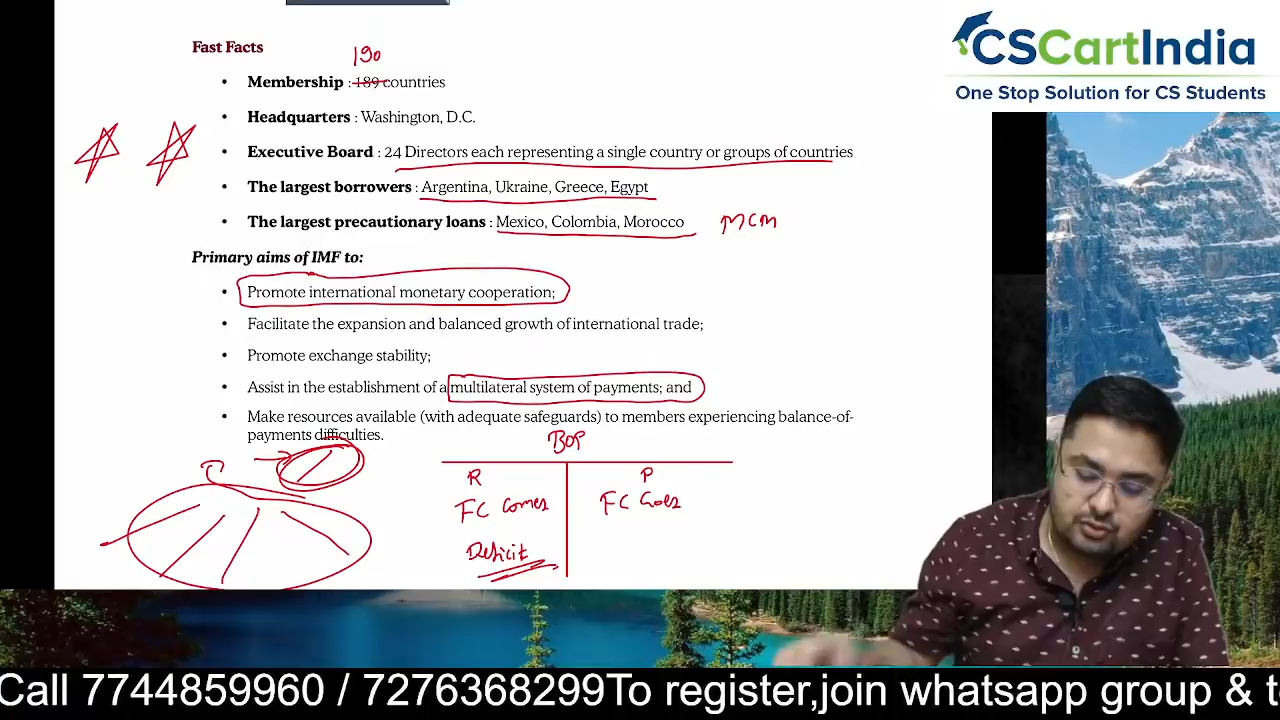 CSCartIndia
One Stop Solution for CS Students
Fast Facts
190
• Membership : 189 countries
• Headquarters : Washington, D.C.
• Executive Board : 24 Directors each representing a single country or groups of countries
• The largest borrowers : Argentina, Ukraine, Greece, Egypt
• The largest precautionary loans : Mexico, Colombia, Morocco MCM
Primary aims of IMF to:
• Promote international monetary cooperation;
• Facilitate the expansion and balanced growth of international trade;
• Promote exchange stability;
• Assist in the establishment of a multilateral system of payments; and
• Make resources available (with adequate safeguards) to members experiencing balance-of-
payments difficulties.
BOP
R P
FC Comes FC Goes
Deficit
Call 7744859960 / 7276368299To register,join whatsapp group & t